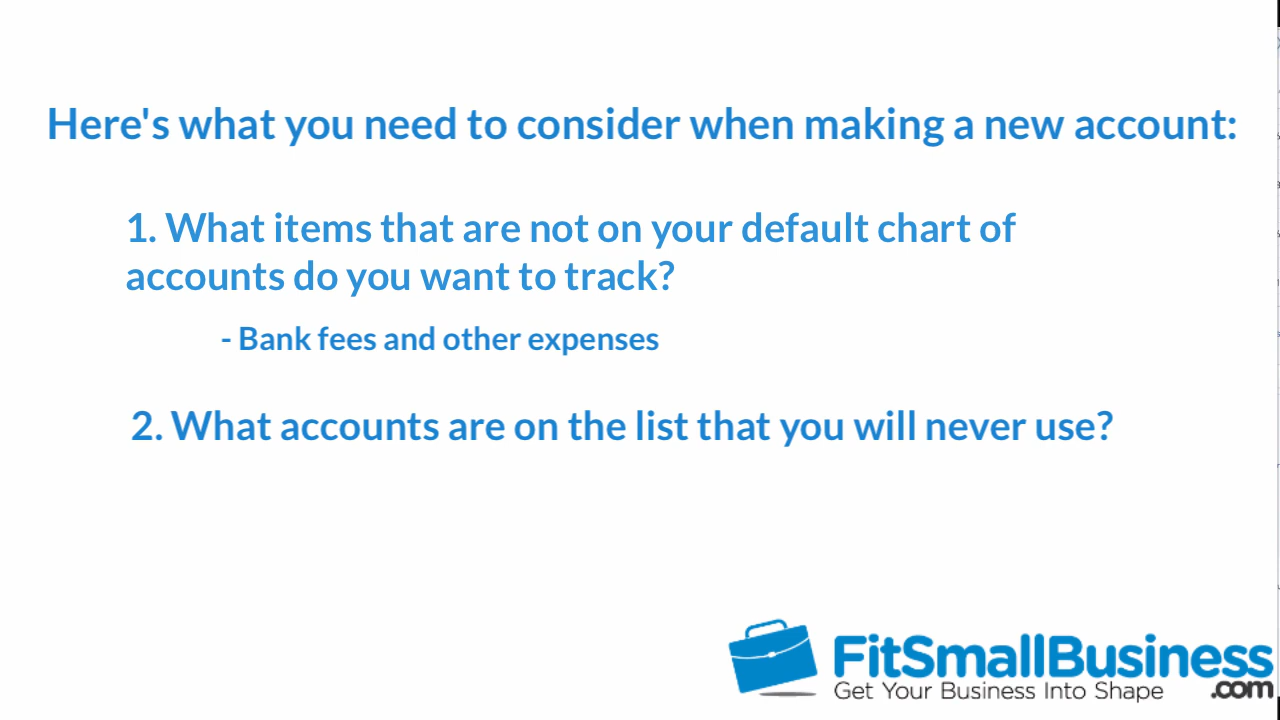 Here's what you need to consider when making a new account:
1. What items that are not on your default chart of
accounts do you want to track?
- Bank fees and other expenses
2. What accounts are on the list that you will never use?
FitSmallBusiness
Get Your Business Into Shape .com